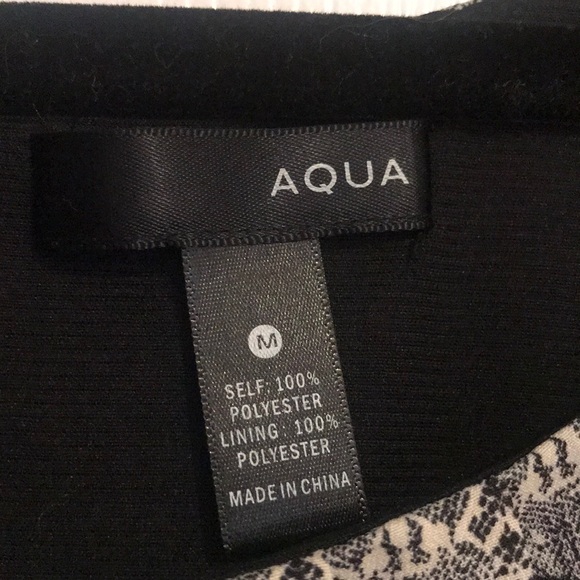 AQUA
M
SELF: 100%
POLYESTER
LINING: 100%
POLYESTER
MADE IN CHINA